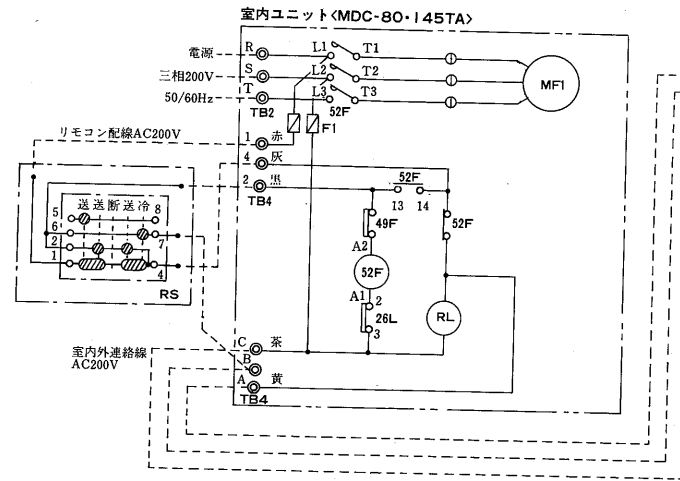 室内ユニット〈MDC-80・145TA〉
電源 R L1 T1
三相200V S L2 T2
50/60Hz T L3 T3
MF1
TB2 52F
F1
リモコン配線AC200V 1 赤
4 灰
2 黒
TB4
52F
13 14
送 送 断 送 冷
5 8
6
2 7
1 4
RS
49F
52F
A2
52F
A1 2
26L
3
RL
室内外連絡線
AC200V
C 茶
B
A 黄
TB4